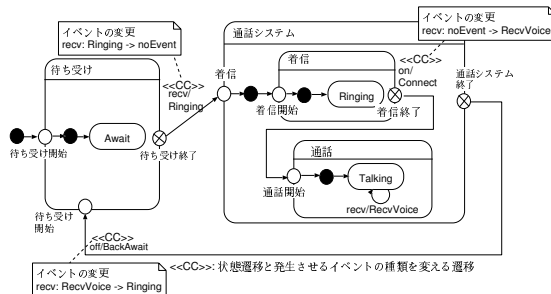 イベントの変更
recv: Ringing -> noEvent
イベントの変更
recv: noEvent -> RecvVoice
通話システム
待ち受け
<<CC>>
recv/
Ringing
着信
着信
<<CC>>
on/
Connect
通話システム
終了
Await
Ringing
着信開始
着信終了
待ち受け開始
待ち受け終了
通話
Talking
通話開始
recv/RecvVoice
待ち受け
開始
<<CC>>
off/BackAwait
<<CC>>: 状態遷移と発生させるイベントの種類を変える遷移
イベントの変更
recv: RecvVoice -> Ringing